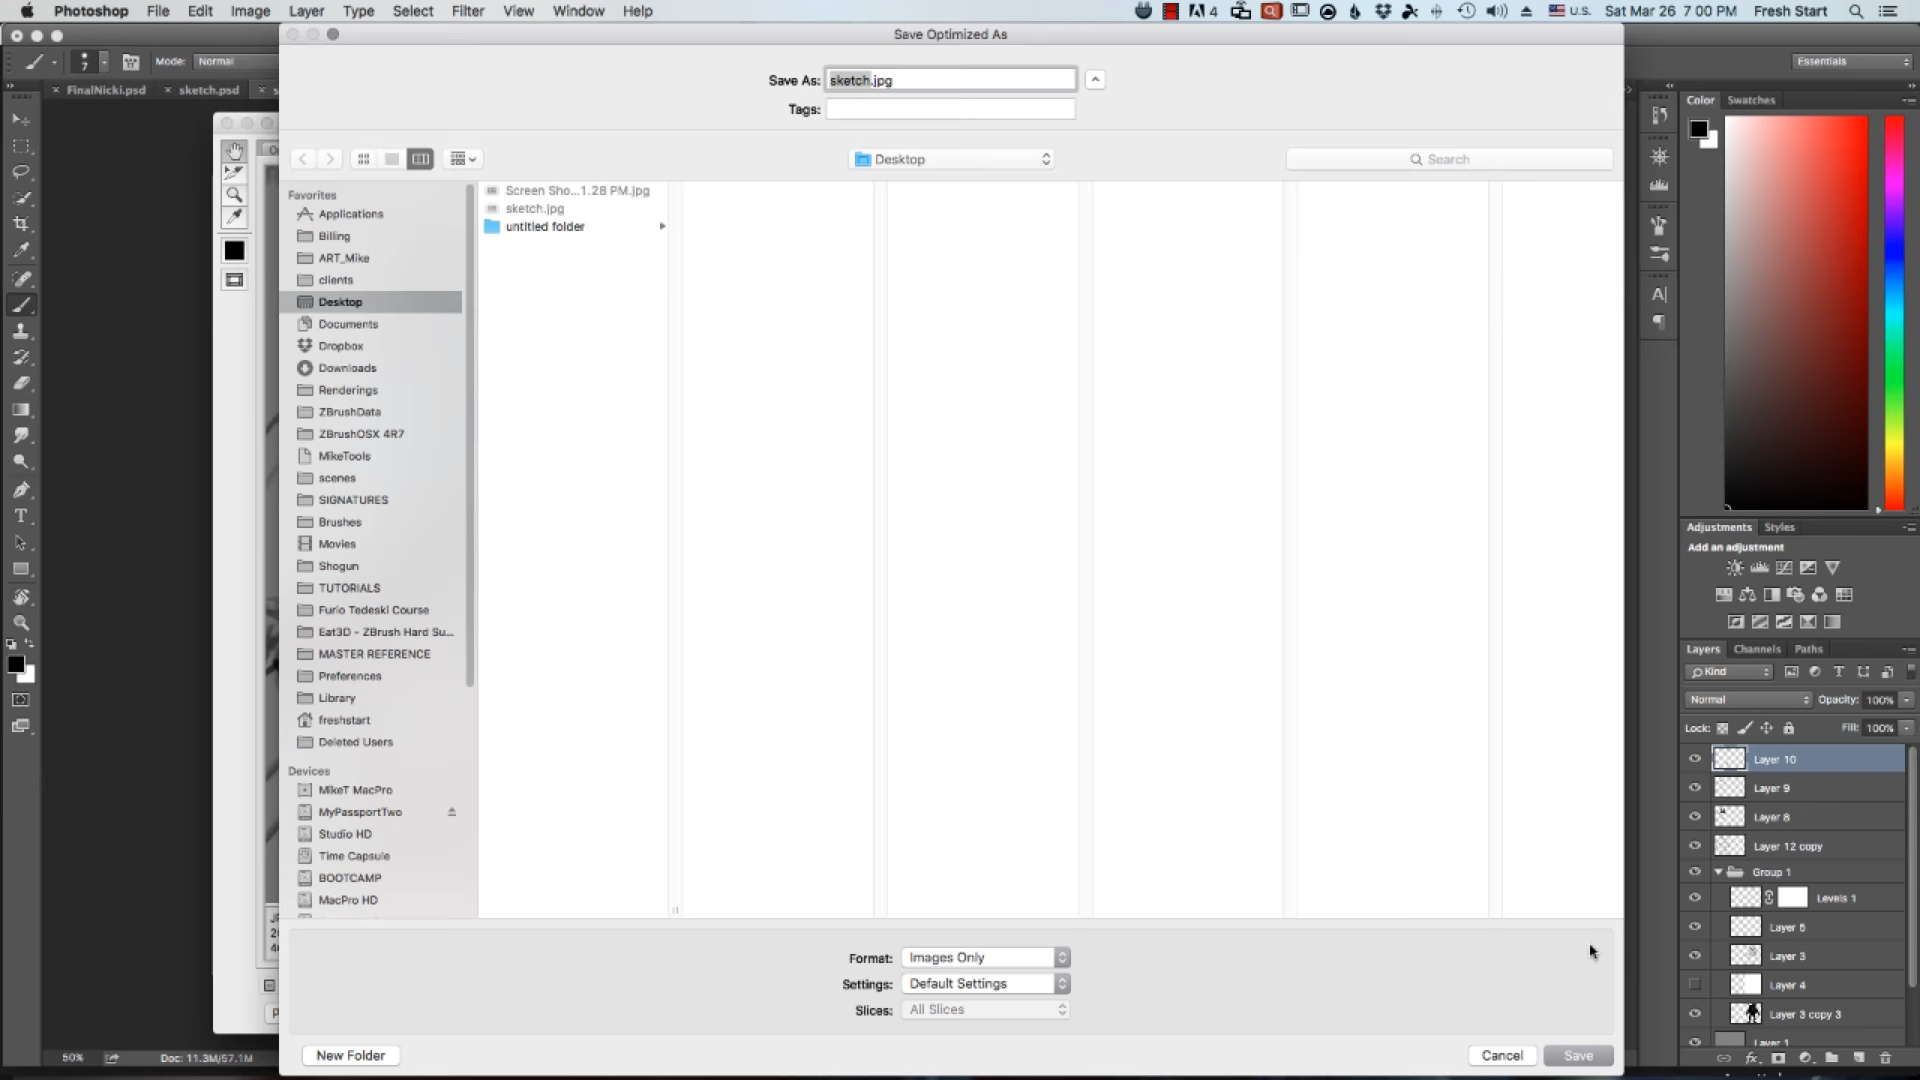 Photoshop File Edit Image Layer Type Select Filter View Window Help 4 U.S. Sat Mar 26 7:00 PM Fresh Start
Save Optimized As
7 Mode: Normal Essentials
Save As: sketch.jpg
FinalNicki.psd sketch.psd
Color Swatches
Tags:
Desktop Search
Favorites
Applications
Billing
ART_Mike
clients
Desktop
Documents
Dropbox
Downloads
Renderings
ZBrushData
ZBrushOSX 4R7
MikeTools
scenes
SIGNATURES
Brushes
Movies
Shogun
TUTORIALS
Furio Tedeski Course
Eat3D - ZBrush Hard Su...
MASTER REFERENCE
Preferences
Library
freshstart
Deleted Users
Devices
MikeT MacPro
MyPassportTwo
Studio HD
Time Capsule
BOOTCAMP
MacPro HD
Screen Sho...1.28 PM.jpg
sketch.jpg
untitled folder
Format: Images Only
Settings: Default Settings
Slices: All Slices
New Folder Cancel Save
50% Doc: 11.3M/57.1M
Adjustments Styles
Add an adjustment
Layers Channels Paths
Kind
Normal Opacity: 100%
Lock: Fill: 100%
Layer 10
Layer 9
Layer 8
Layer 12 copy
Group 1
Levels 1
Layer 5
Layer 3
Layer 4
Layer 3 copy 3
Layer 1